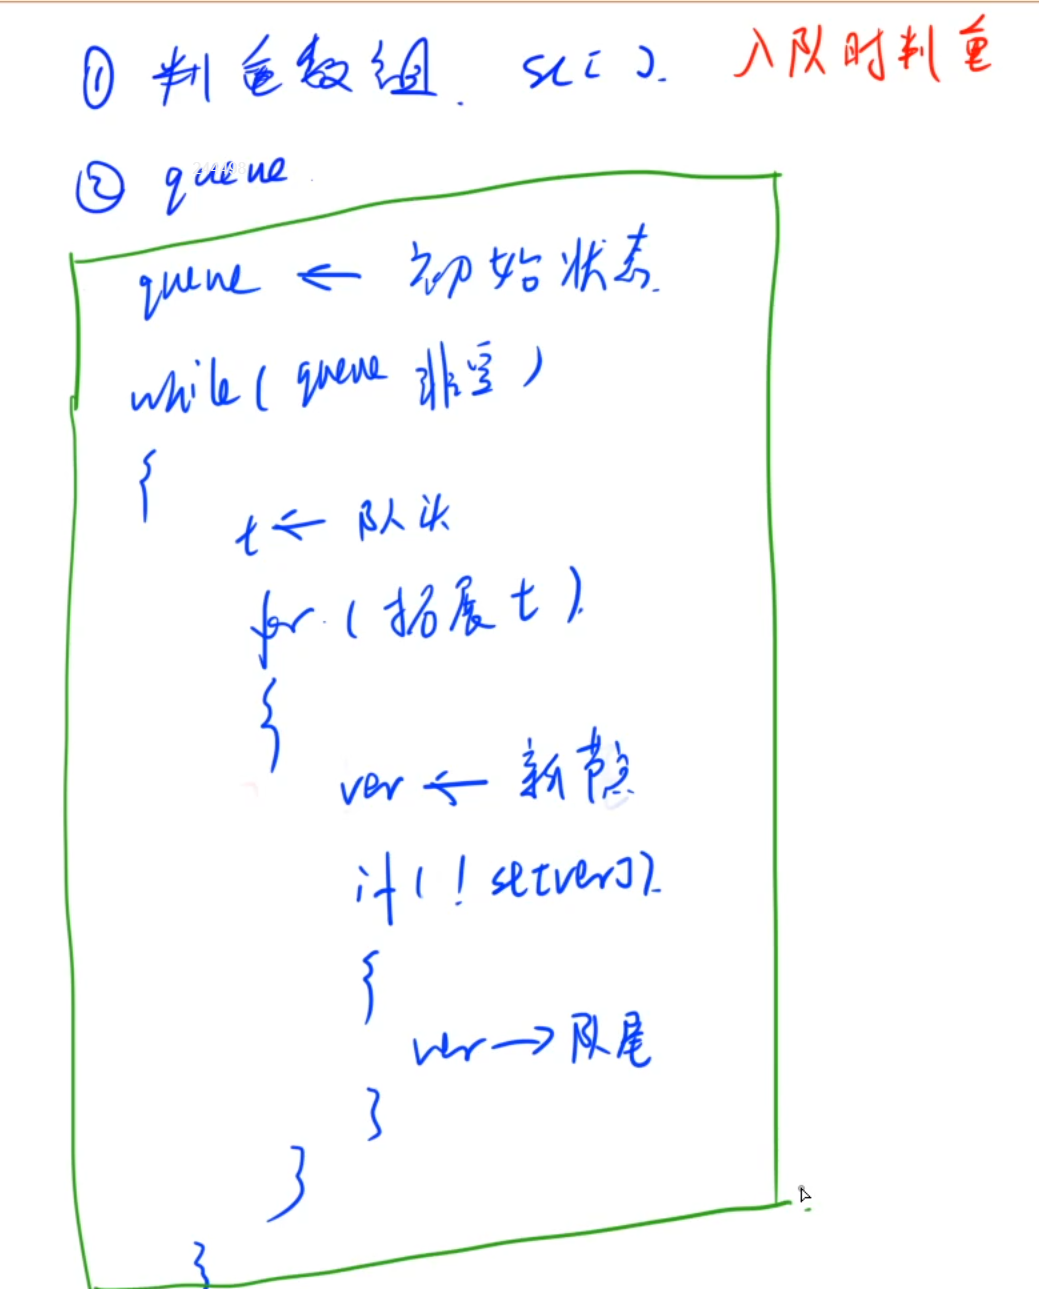 ① 判重数组. st[ ]. 入队时判重
② queue
queue ← 初始状态.
while( queue 非空 )
{
t ← 队头
for. ( 拓展 t ).
{
ver ← 新节点
if( ! st[ver] ).
{
ver → 队尾
}
}
}